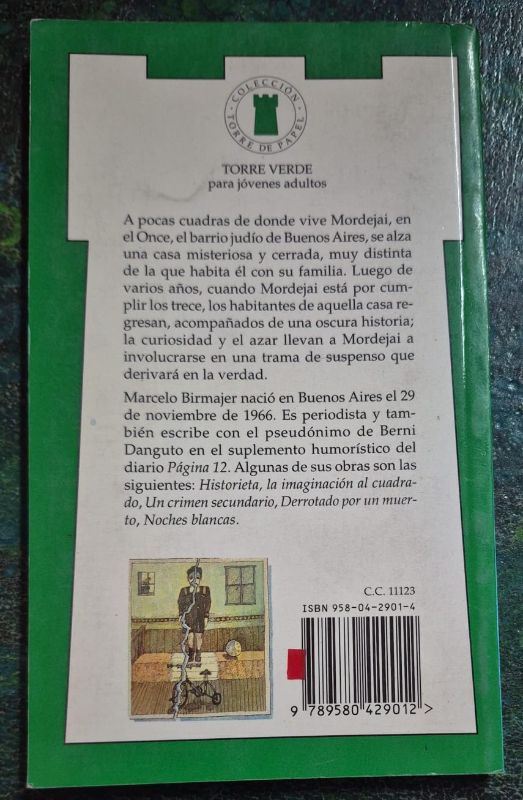 COLECCIÓN
TORRE DE PAPEL
TORRE VERDE
para jóvenes adultos
A pocas cuadras de donde vive Mordejai, en
el Once, el barrio judío de Buenos Aires, se alza
una casa misteriosa y cerrada, muy distinta
de la que habita él con su familia. Luego de
varios años, cuando Mordejai está por cum-
plir los trece, los habitantes de aquella casa re-
gresan, acompañados de una oscura historia;
la curiosidad y el azar llevan a Mordejai a
involucrarse en una trama de suspenso que
derivará en la verdad.
Marcelo Birmajer nació en Buenos Aires el 29
de noviembre de 1966. Es periodista y tam-
bién escribe con el pseudónimo de Berni
Danguto en el suplemento humorístico del
diario Página 12. Algunas de sus obras son las
siguientes: Historieta, la imaginación al cuadra-
do, Un crimen secundario, Derrotado por un muer-
to, Noches blancas.
C.C. 11123
ISBN 958-04-2901-4
9 789580 429012 >